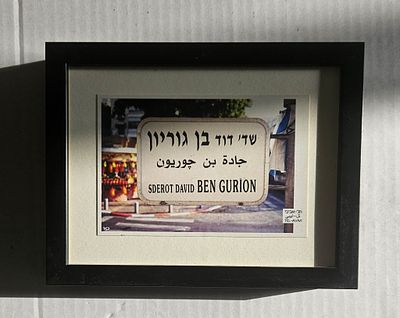 שד' דוד בן גוריון
جادة بن چوريون
SDEROT DAVID BEN GURION